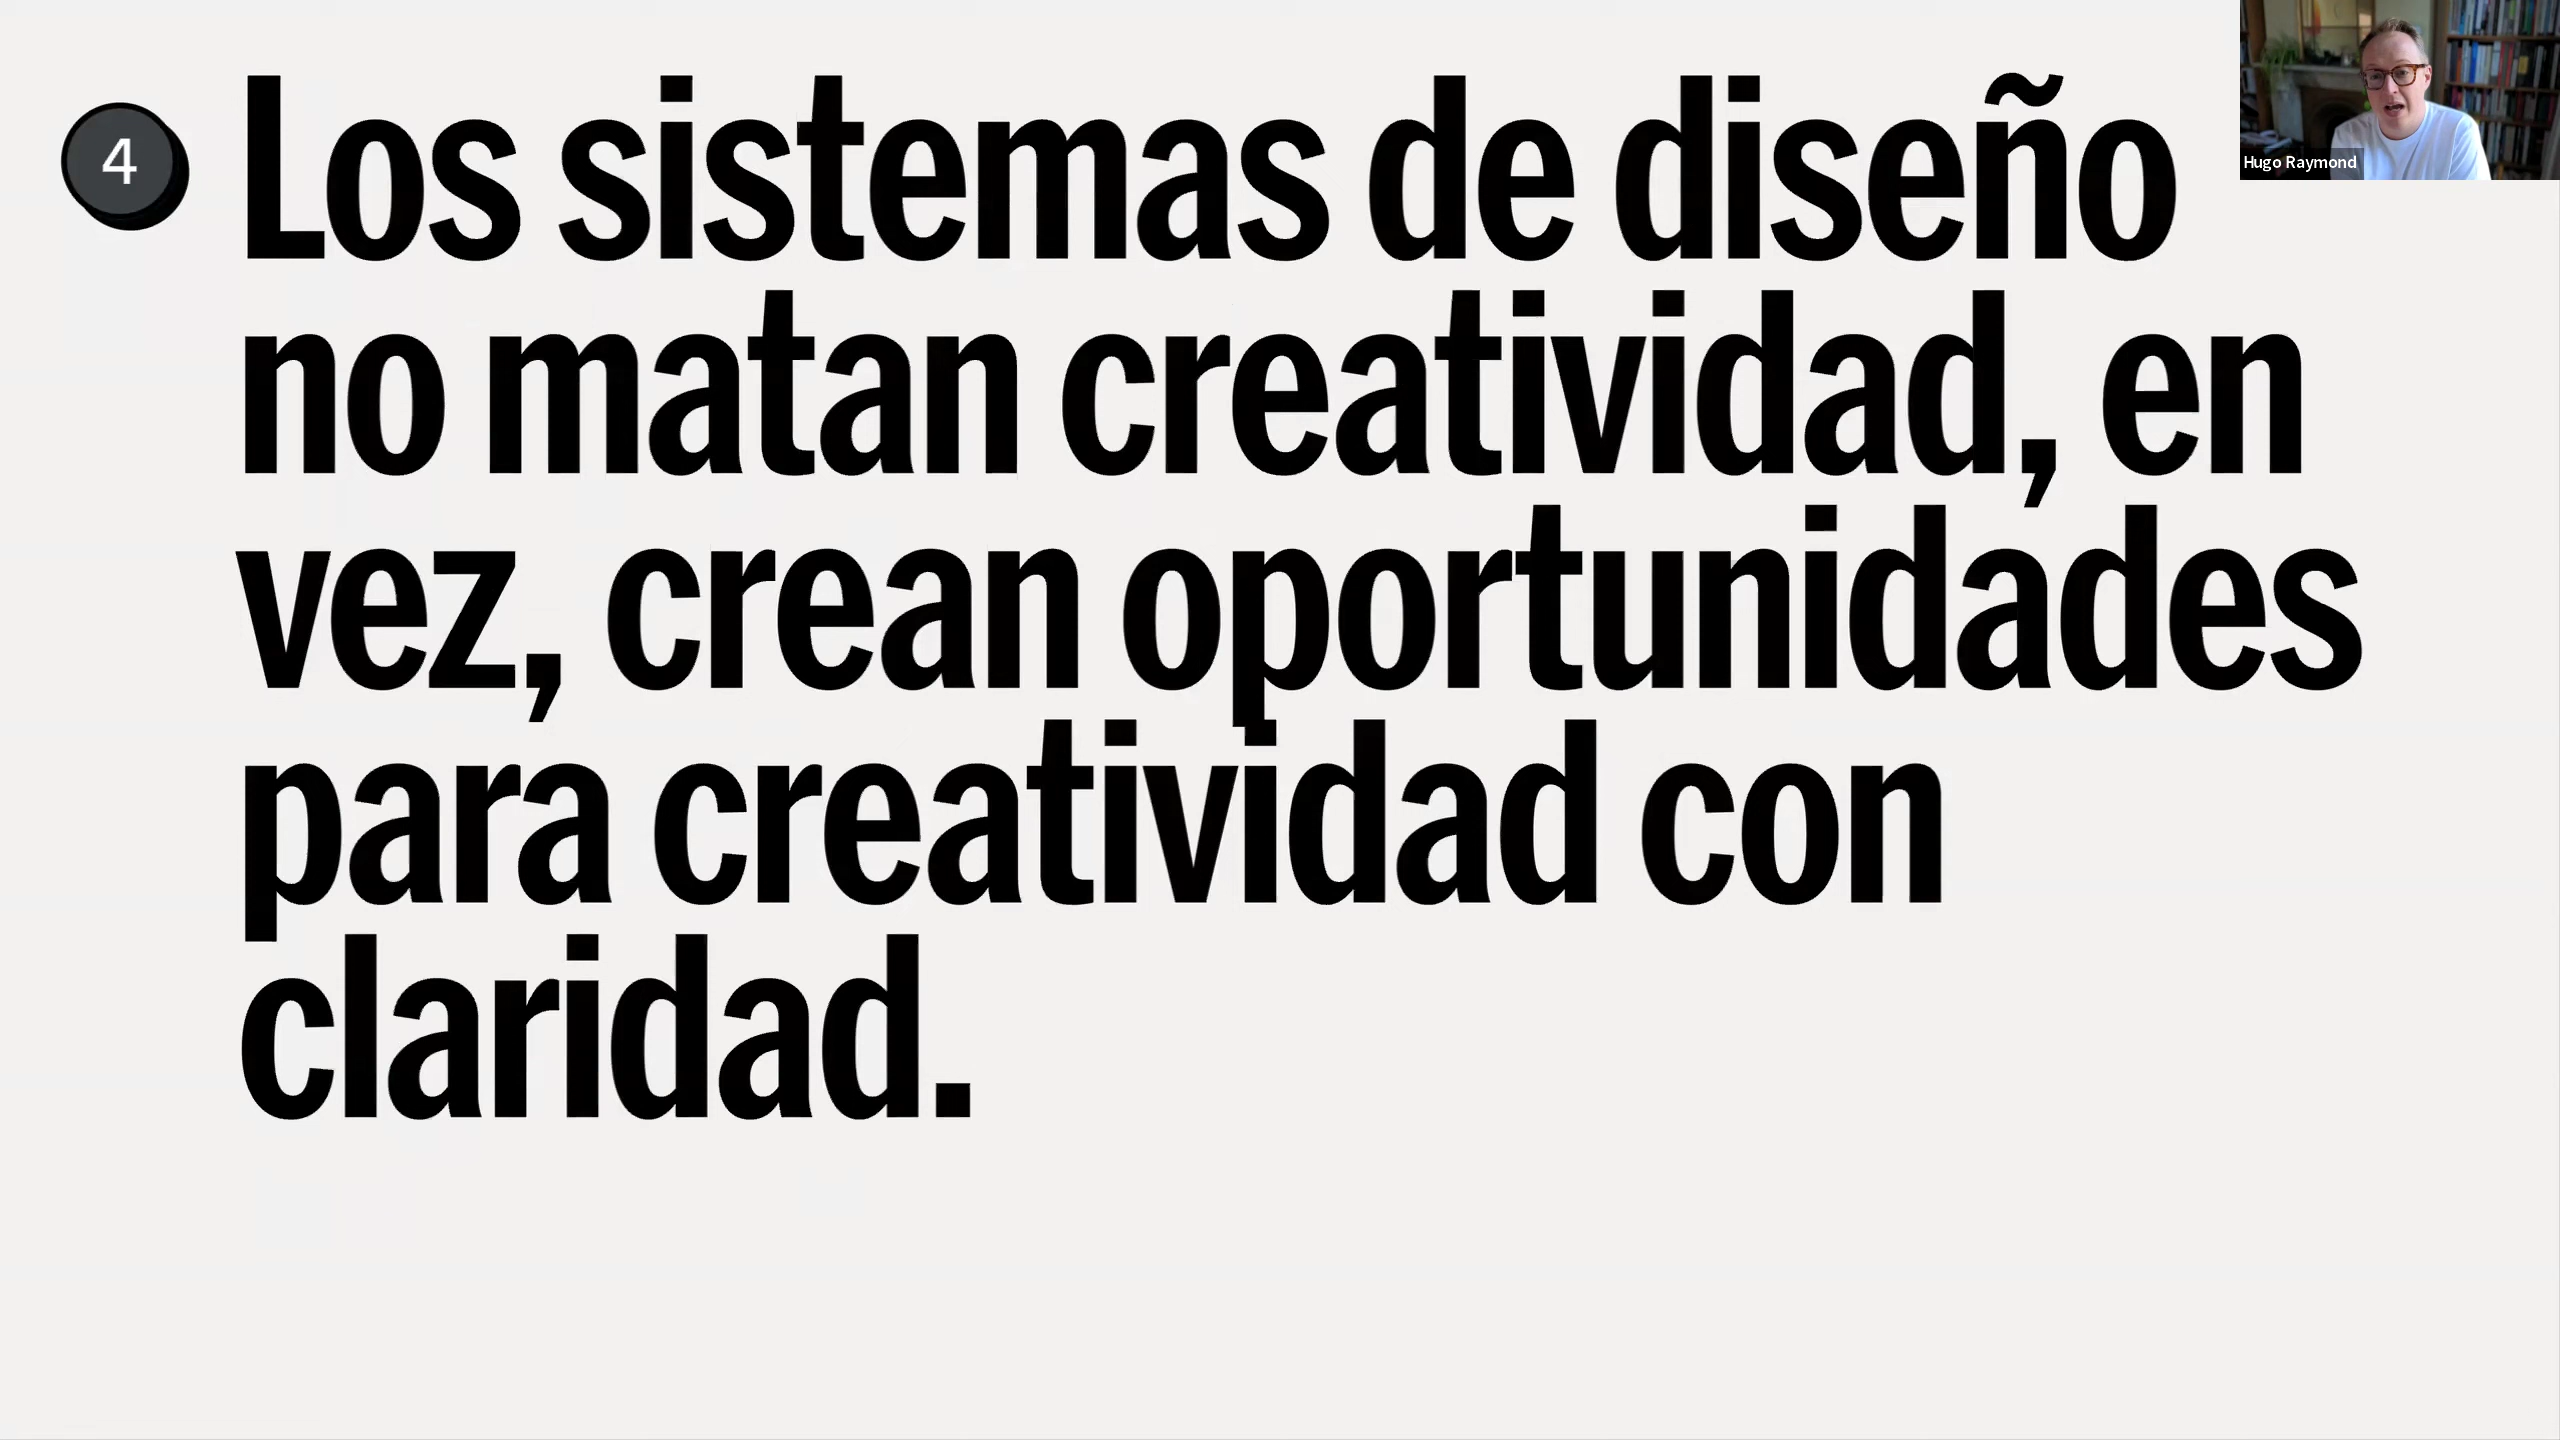 4
Los sistemas de diseño
no matan creatividad, en
vez, crean oportunidades
para creatividad con
claridad.
Hugo Raymond